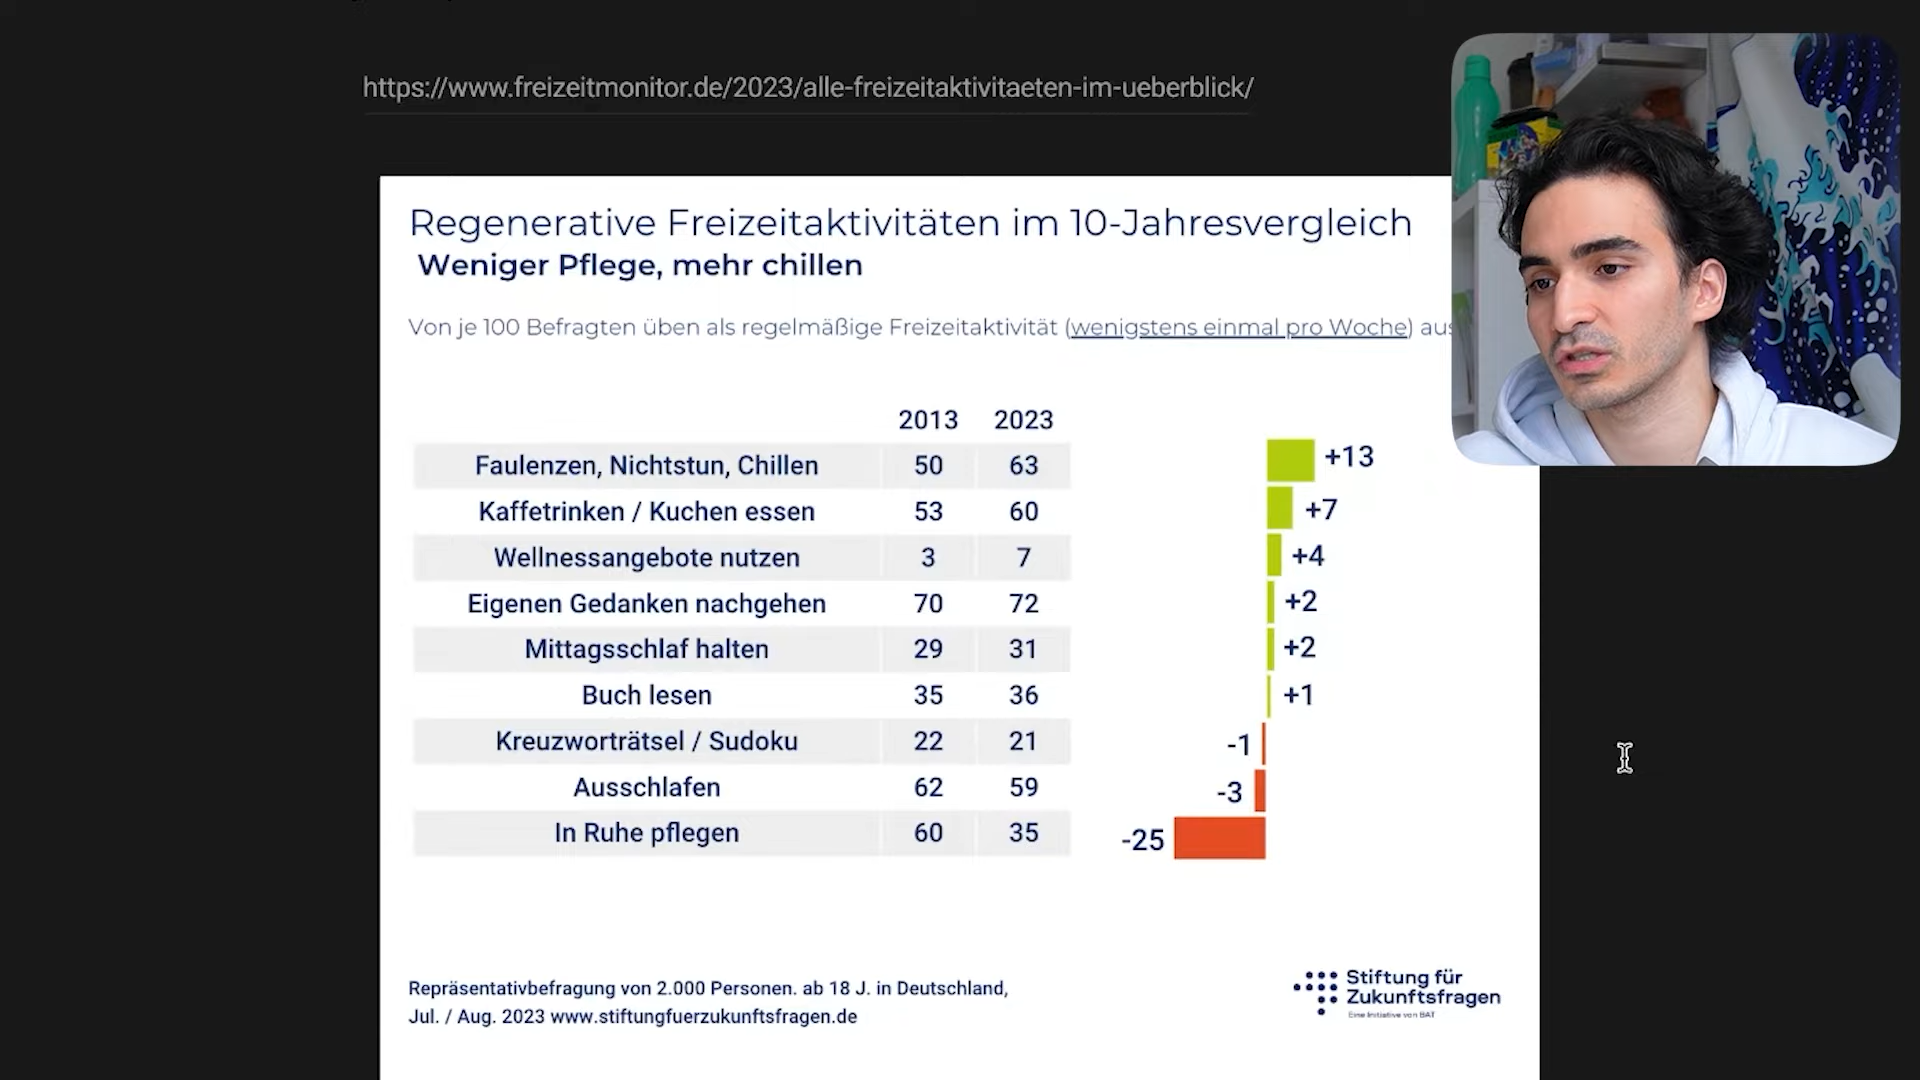 https://www.freizeitmonitor.de/2023/alle-freizeitaktivitaeten-im-ueberblick/
Regenerative Freizeitaktivitäten im 10-Jahresvergleich
Weniger Pflege, mehr chillen
Von je 100 Befragten üben als regelmäßige Freizeitaktivität (wenigstens einmal pro Woche) aus
2013 2023
Faulenzen, Nichtstun, Chillen 50 63 +13
Kaffetrinken / Kuchen essen 53 60 +7
Wellnessangebote nutzen 3 7 +4
Eigenen Gedanken nachgehen 70 72 +2
Mittagsschlaf halten 29 31 +2
Buch lesen 35 36 +1
Kreuzworträtsel / Sudoku 22 21 -1
Ausschlafen 62 59 -3
In Ruhe pflegen 60 35 -25
Repräsentativbefragung von 2.000 Personen. ab 18 J. in Deutschland,
Jul. / Aug. 2023 www.stiftungfuerzukunftsfragen.de
Stiftung für
Zukunftsfragen
Eine Initiative von BAT